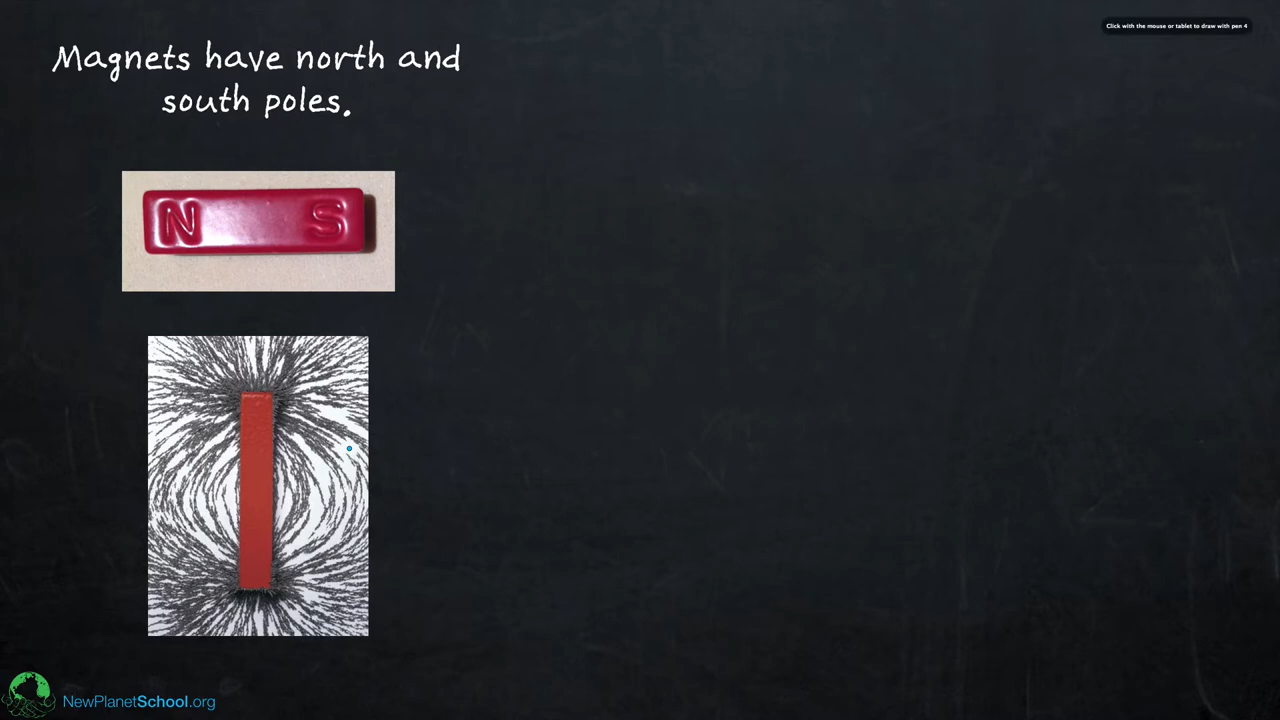 Click with the mouse or tablet to draw with pen 4
Magnets have north and
south poles.
N S
NewPlanetSchool.org